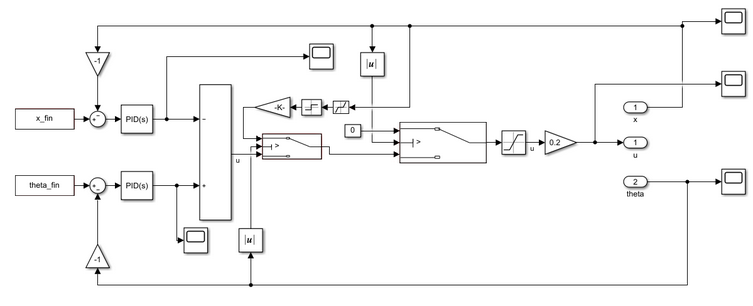 -1
|u|
-K-
x_fin
PID(s)
1
x
0
>
>
u
0.2
1
u
u
theta_fin
PID(s)
2
theta
|u|
-1